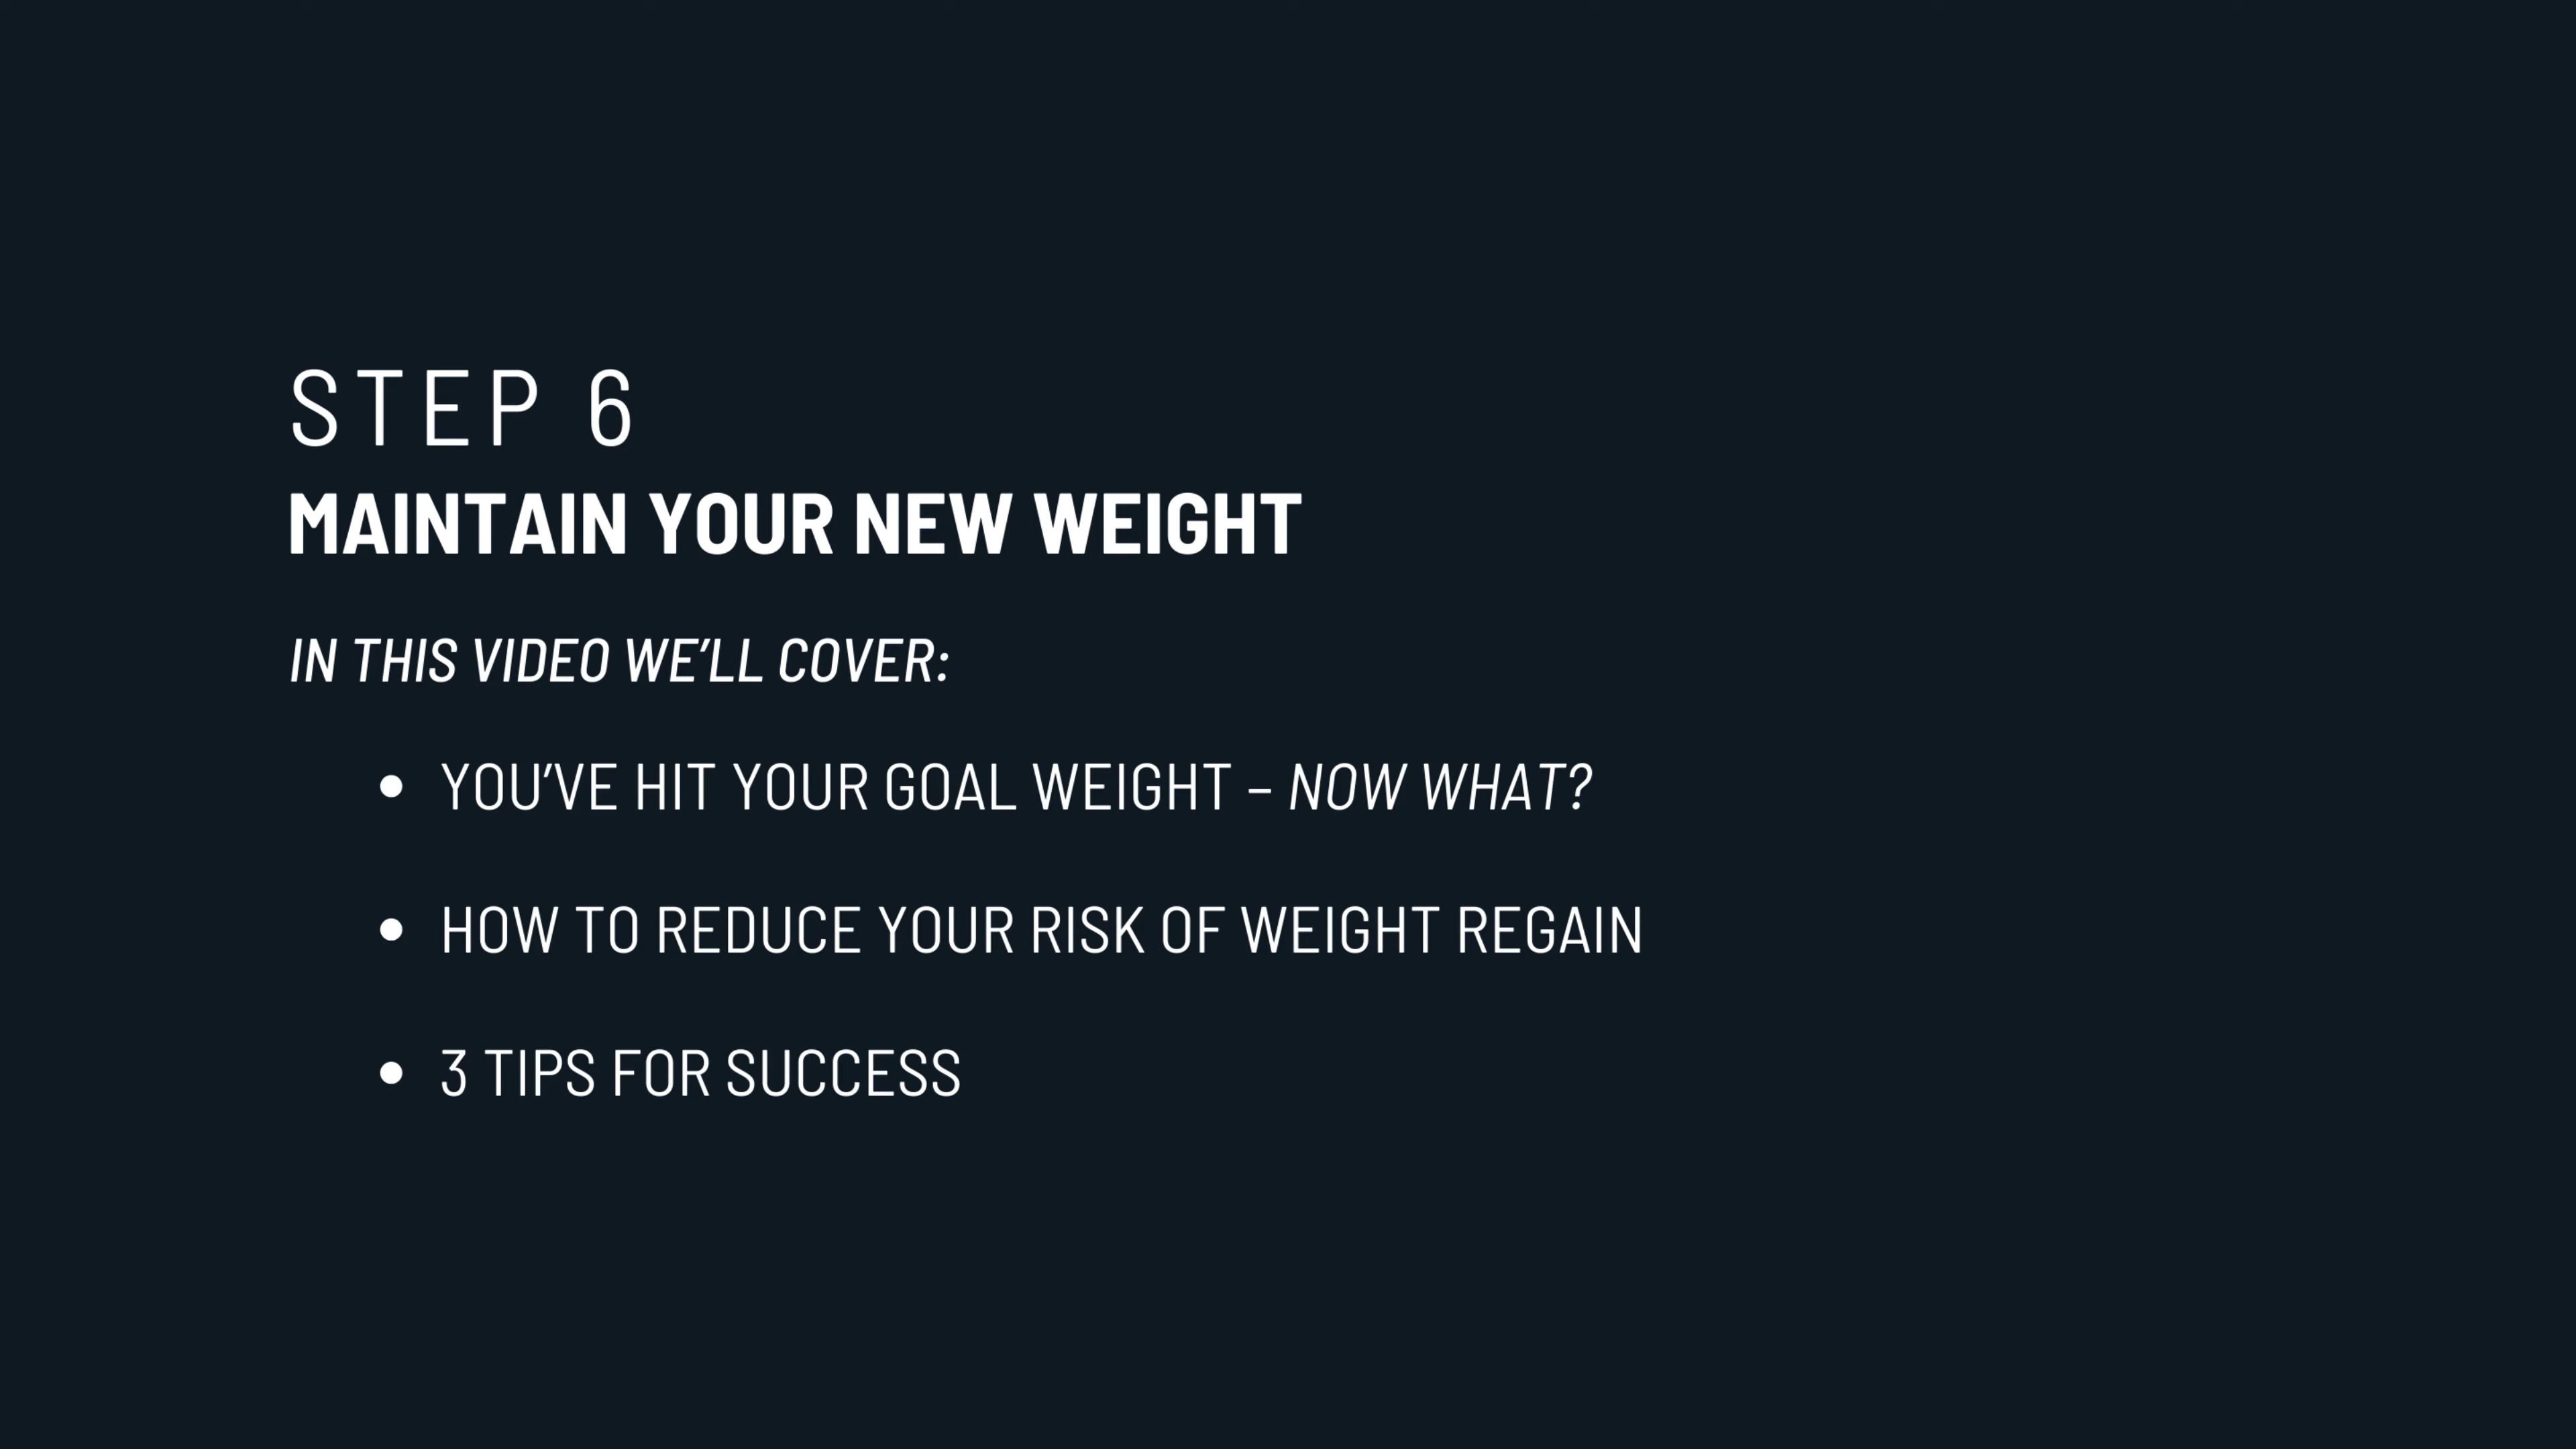 STEP 6
MAINTAIN YOUR NEW WEIGHT
IN THIS VIDEO WE’LL COVER:
• YOU’VE HIT YOUR GOAL WEIGHT – NOW WHAT?
• HOW TO REDUCE YOUR RISK OF WEIGHT REGAIN
• 3 TIPS FOR SUCCESS